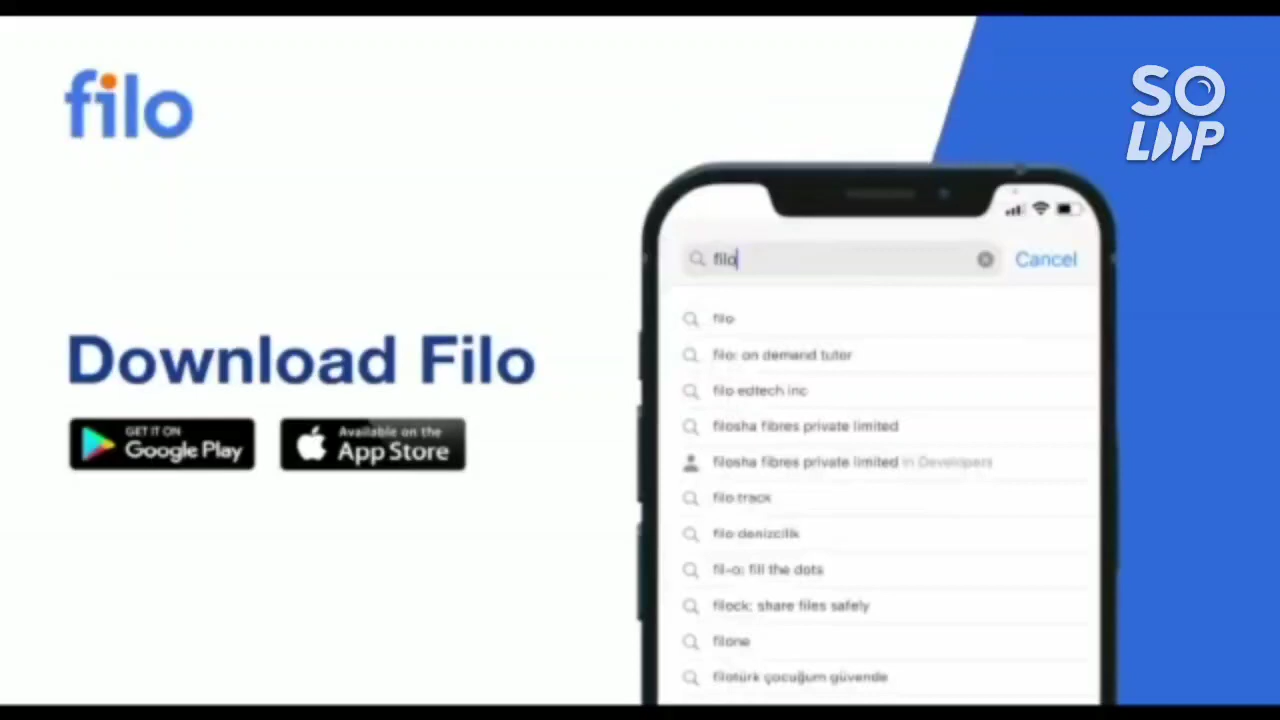 filo
SO
LOOP
filo
Cancel
filo
filo: on demand tutor
filo edtech inc
filosha fibres private limited
filosha fibres private limited in Developers
filo track
filo denizcilik
fil-o: fill the dots
filock: share files safely
filone
filotürk çocuğum güvende
Download Filo
GET IT ON
Google Play
Available on the
App Store